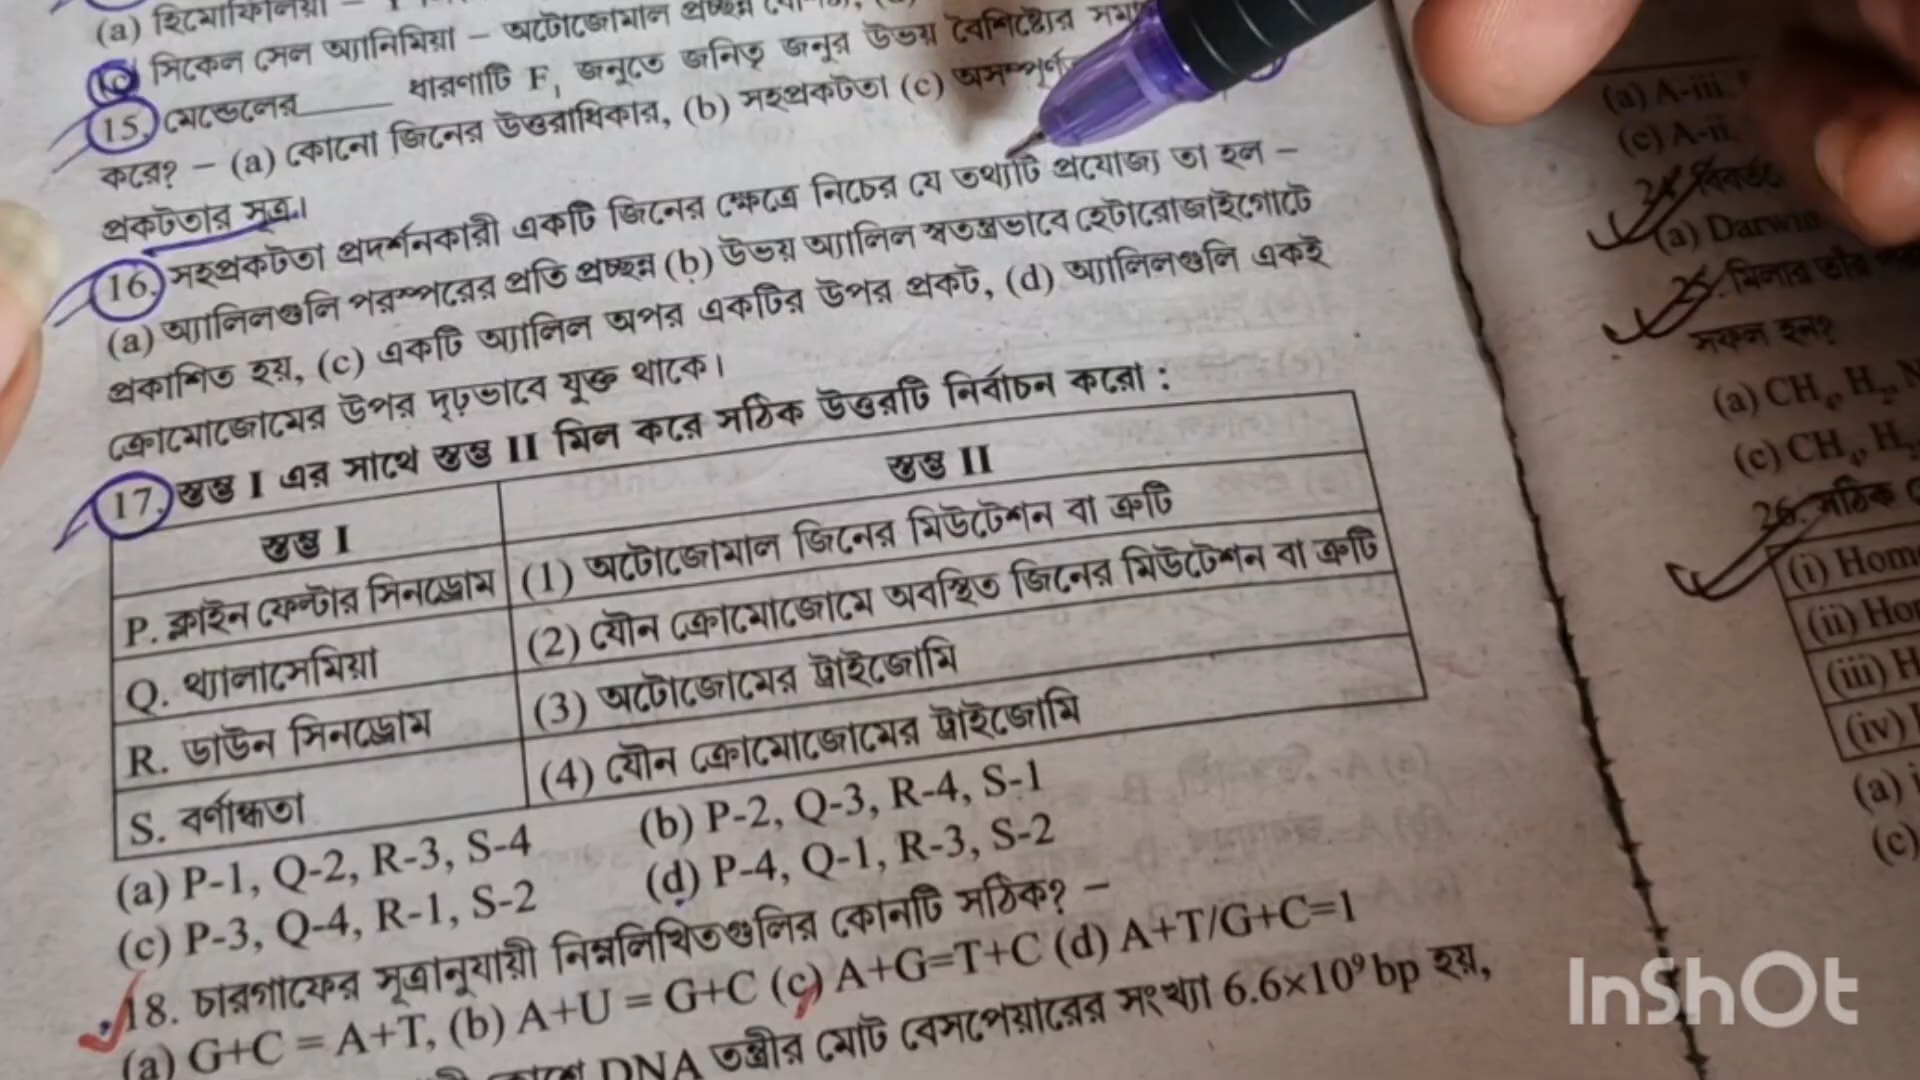 (a) হিমোফিলিয়া –
সিকেল সেল অ্যানিমিয়া – অটোজোমাল প্রচ্ছন্ন
15. মেন্ডেলের_____ ধারণাটি F₁ জনুতে জনিতৃ জনুর উভয় বৈশিষ্ট্যের
করে? – (a) কোনো জিনের উত্তরাধিকার, (b) সহপ্রকটতা (c) অসম্পূর্ণ
প্রকটতার সূত্র।
16. সহপ্রকটতা প্রদর্শনকারী একটি জিনের ক্ষেত্রে নিচের যে তথ্যটি প্রযোজ্য তা হল –
(a) অ্যালিলগুলি পরস্পরের প্রতি প্রচ্ছন্ন (b) উভয় অ্যালিল স্বতন্ত্রভাবে হেটারোজাইগোটে
প্রকাশিত হয়, (c) একটি অ্যালিল অপর একটির উপর প্রকট, (d) অ্যালিলগুলি একই
ক্রোমোজোমের উপর দৃঢ়ভাবে যুক্ত থাকে।
17. স্তম্ভ I এর সাথে স্তম্ভ II মিল করে সঠিক উত্তরটি নির্বাচন করো :
স্তম্ভ I স্তম্ভ II
P. ক্লাইন ফেল্টার সিনড্রোম (1) অটোজোমাল জিনের মিউটেশন বা ত্রুটি
Q. থ্যালাসেমিয়া (2) যৌন ক্রোমোজোমে অবস্থিত জিনের মিউটেশন বা ত্রুটি
R. ডাউন সিনড্রোম (3) অটোজোমের ট্রাইজোমি
S. বর্ণান্ধতা (4) যৌন ক্রোমোজোমের ট্রাইজোমি
(a) P-1, Q-2, R-3, S-4 (b) P-2, Q-3, R-4, S-1
(c) P-3, Q-4, R-1, S-2 (d) P-4, Q-1, R-3, S-2
18. চারগাফের সূত্রানুযায়ী নিম্নলিখিতগুলির কোনটি সঠিক? –
(a) G+C = A+T, (b) A+U = G+C (c) A+G=T+C (d) A+T/G+C=1
DNA তন্ত্রীর মোট বেসপেয়ারের সংখ্যা 6.6×10⁹ bp হয়,
(a) A-iii
(c) A-ii
24.
(a) Darwin
25. মিলার তাঁর
সফল হন?
(a) CH₄, H₂, N
(c) CH₄, H₂
26. সঠিক
(i) Hom
(ii) Ho
(iii) H
(iv)
(a) i
(c)
InShOt